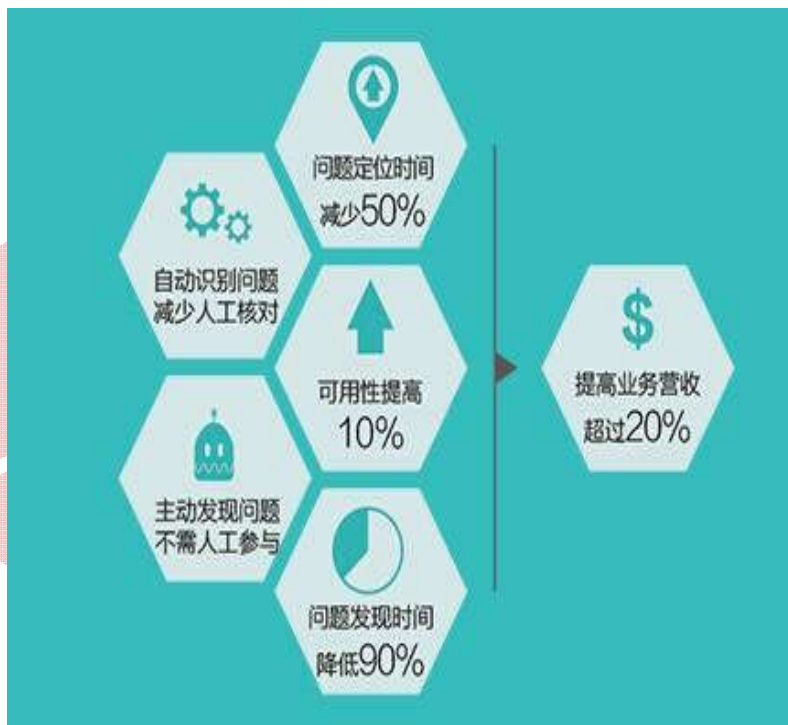 问题定位时间
减少50%
自动识别问题
减少人工核对
可用性提高
10%
主动发现问题
不需人工参与
问题发现时间
降低90%
$
提高业务营收
超过20%